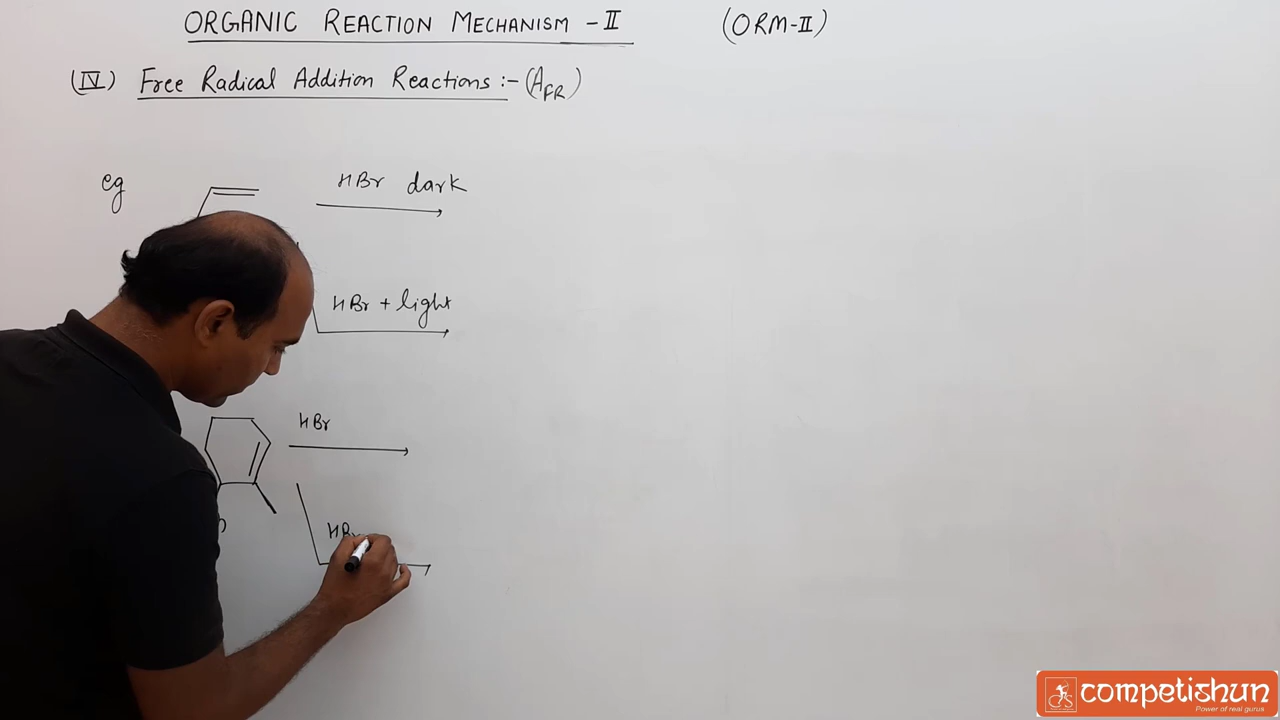 ORGANIC REACTION MECHANISM - II (ORM-II)
(IV) Free Radical Addition Reactions :- (AFR)
eg
HBr dark
HBr + light
HBr
HBr
competishun
Power of real gurus